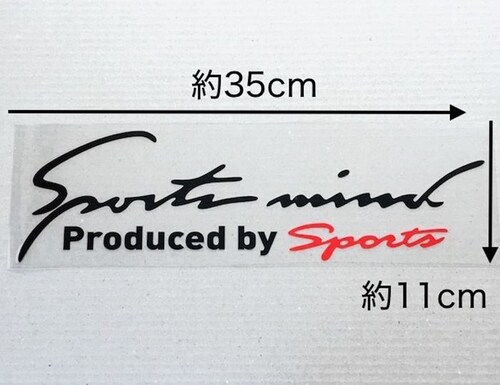 約35cm
Sports mind
Produced by Sports
約11cm